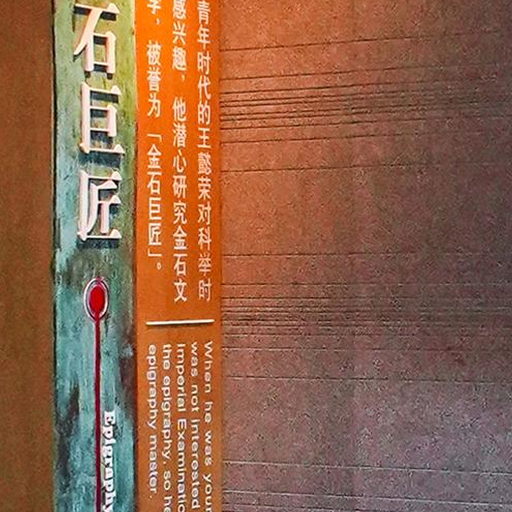 石巨匠
青年时代的王懿荣对科举时
感兴趣，他潜心研究金石文
字，被誉为「金石巨匠」。
Epigraphy
When he was your
was not interested
Imperial Examinatio
the epigraphy, so he
epigraphy master.